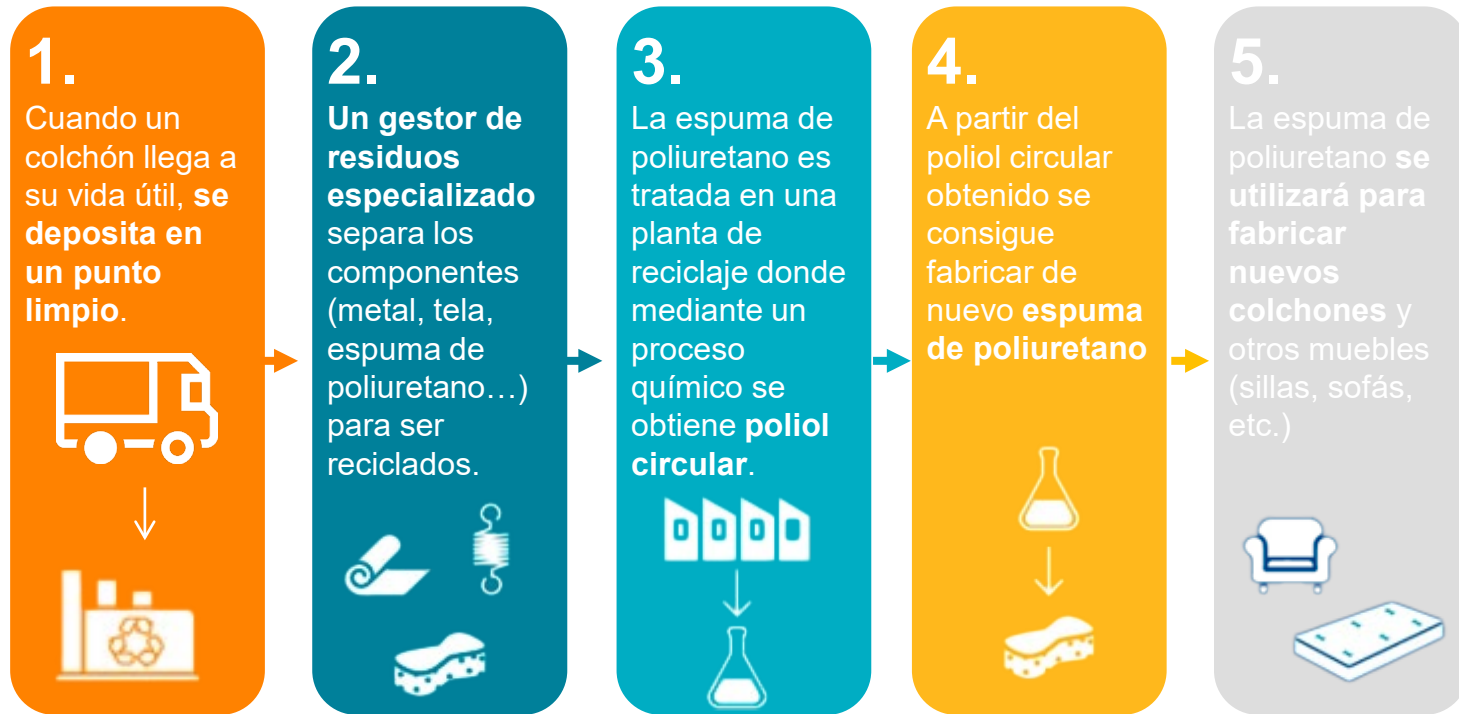 1.
Cuando un
colchón llega a
su vida útil, se
deposita en
un punto
limpio.
2.
Un gestor de
residuos
especializado
separa los
componentes
(metal, tela,
espuma de
poliuretano…)
para ser
reciclados.
3.
La espuma de
poliuretano es
tratada en una
planta de
reciclaje donde
mediante un
proceso
químico se
obtiene poliol
circular.
4.
A partir del
poliol circular
obtenido se
consigue
fabricar de
nuevo espuma
de poliuretano
5.
La espuma de
poliuretano se
utilizará para
fabricar
nuevos
colchones y
otros muebles
(sillas, sofás,
etc.)